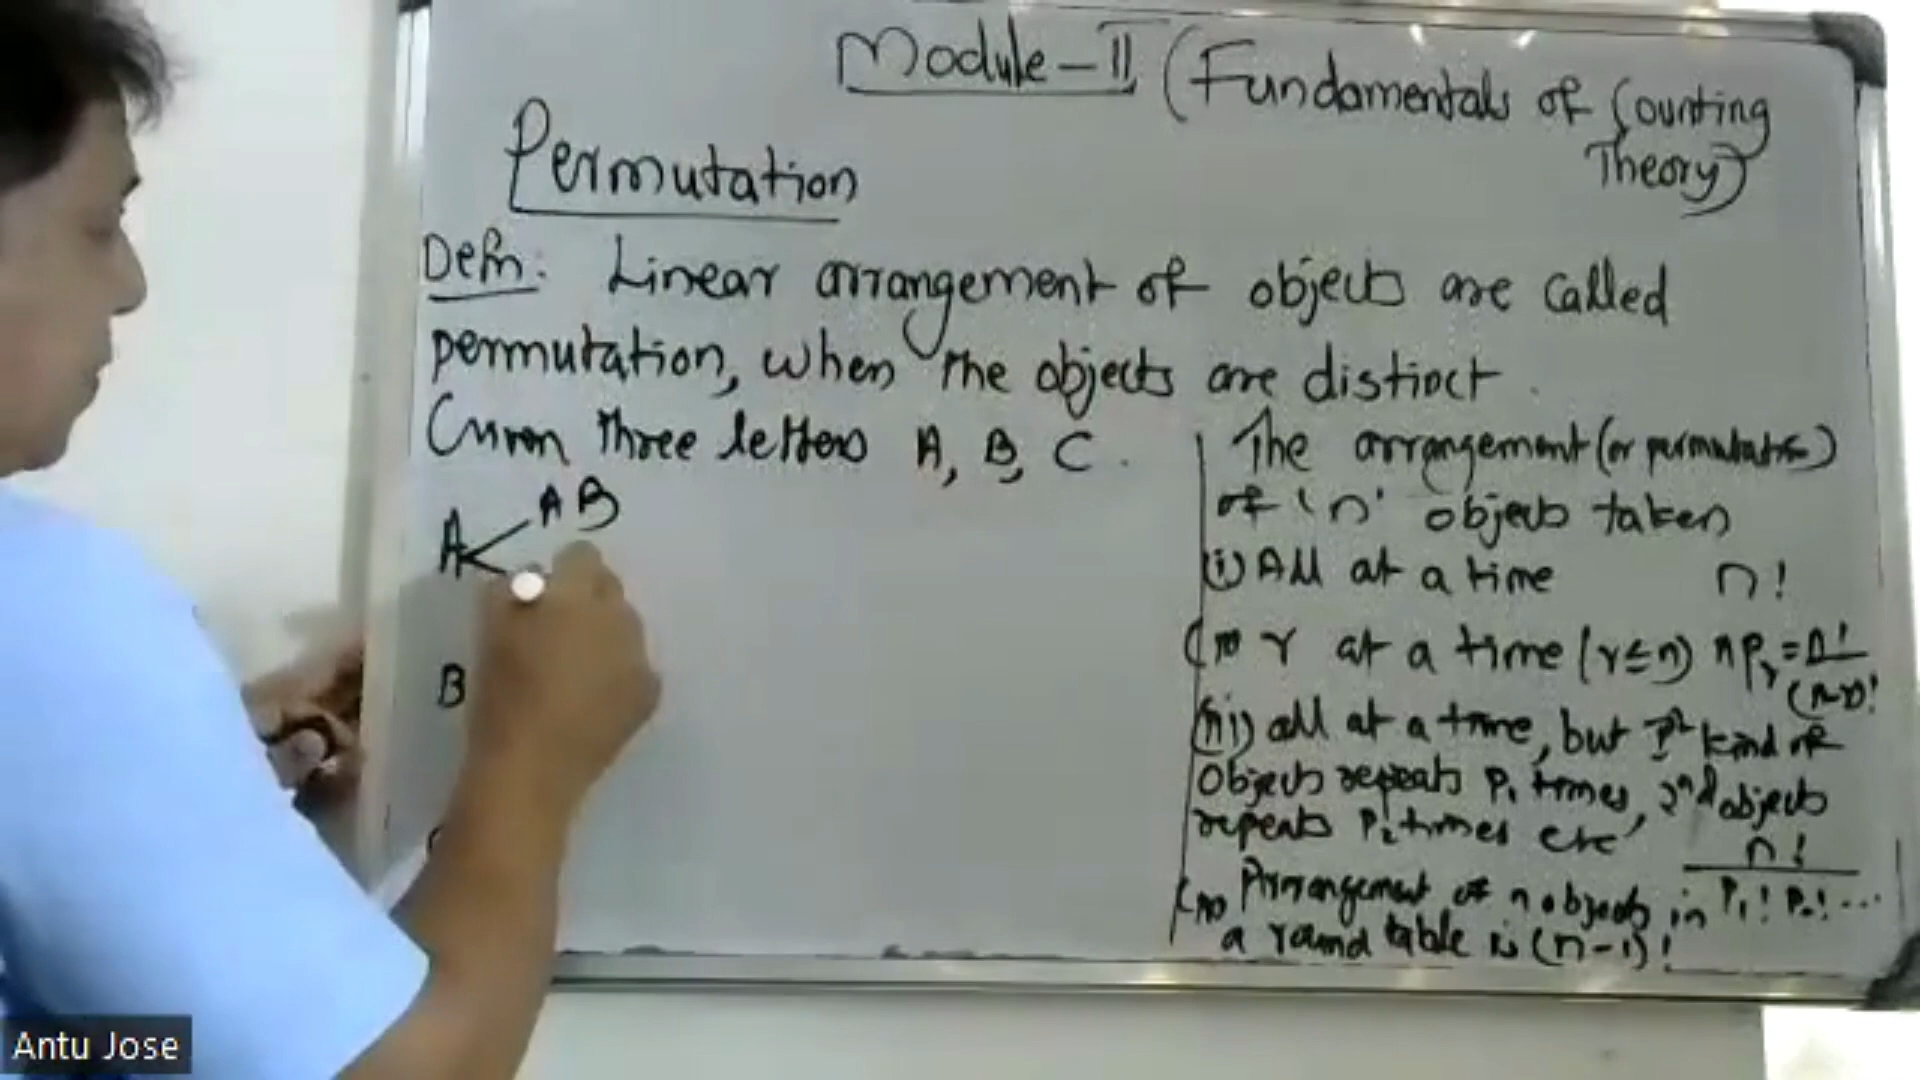 Module-II (Fundamentals of Counting
Theory)
Permutation
Defn: Linear arrangement of objects are called
permutation, when the objects are distinct.
Given three letters A, B, C.
A AB
B
The arrangement (or permutation)
of 'n' objects taken
(i) All at a time n!
(ii) r at a time (r≤n) nPr = n!/(n-r)!
(iii) all at a time, but kind of
objects repeats P1 times, 2nd objects
repeats P2 times etc n!/P1! P2!...
(iv) Arrangement of n objects in
a round table is (n-1)!
Antu Jose